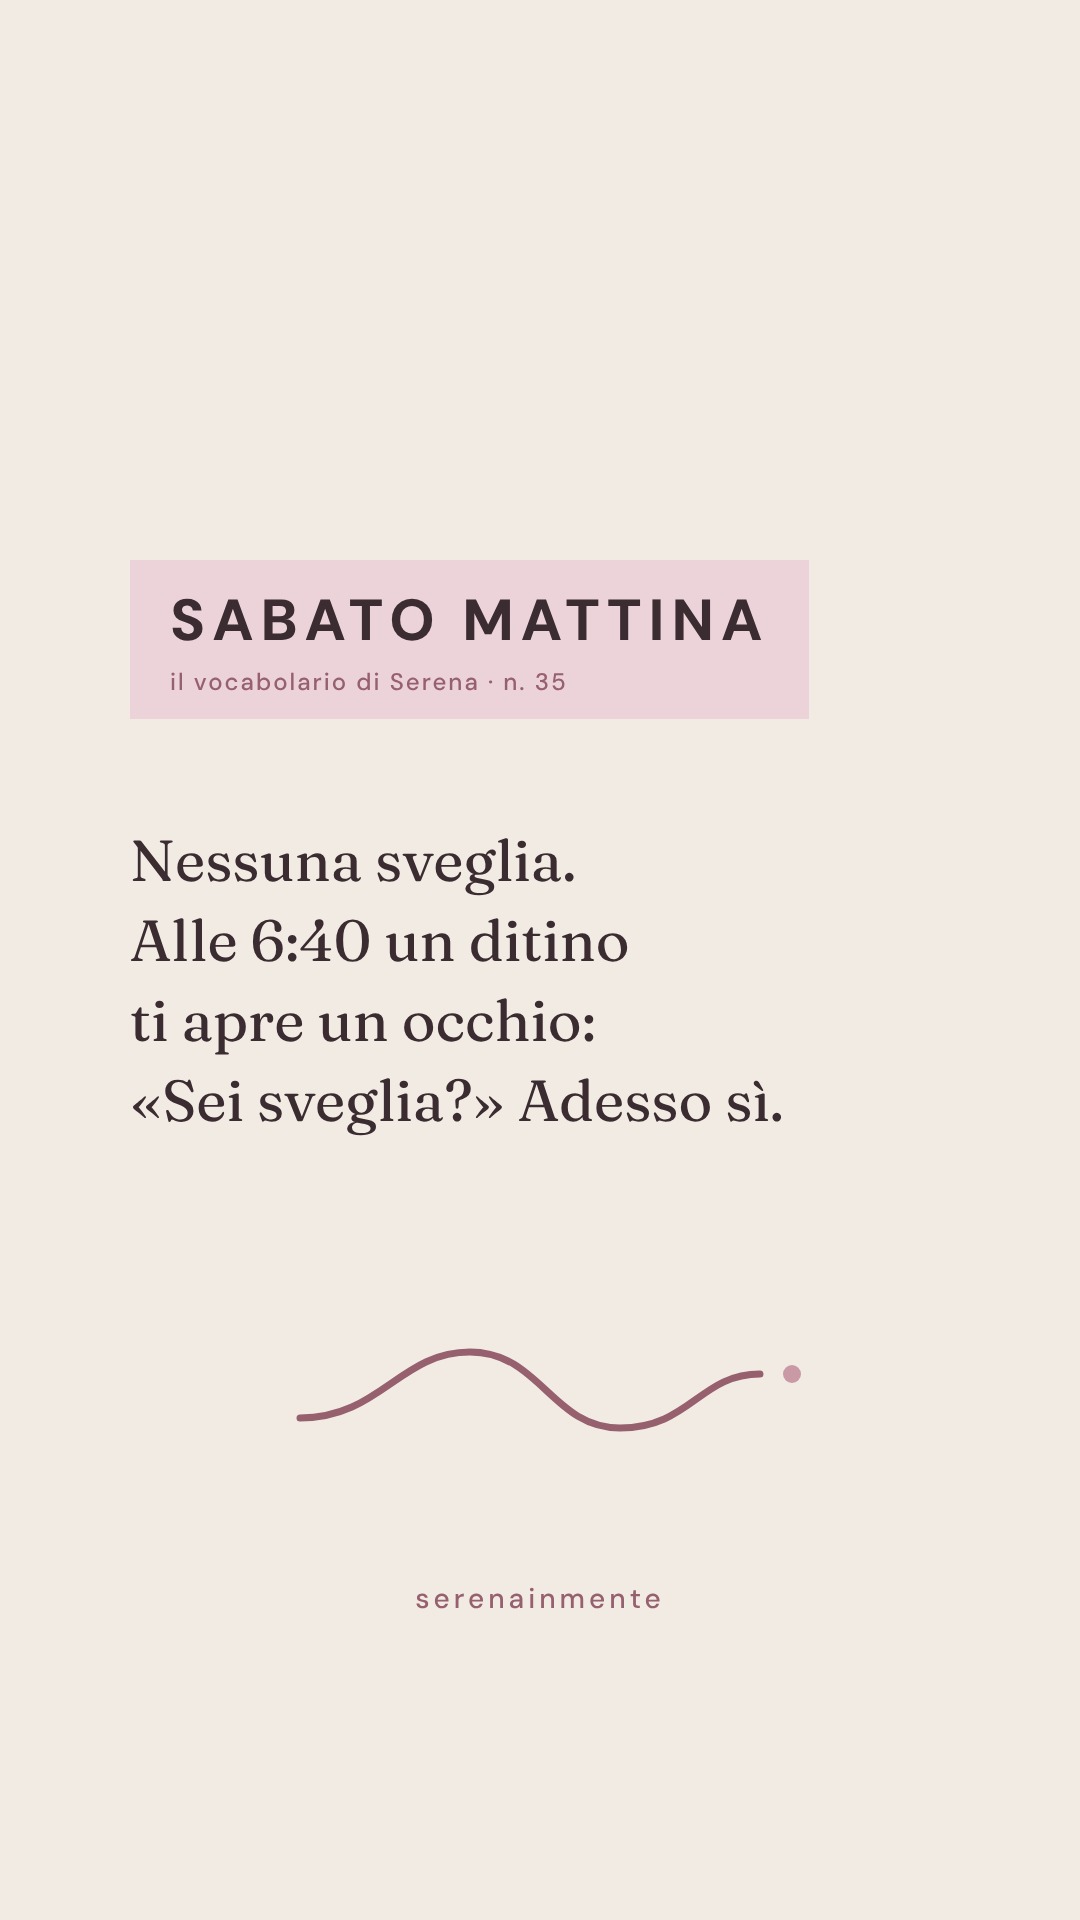 SABATO MATTINA
il vocabolario di Serena · n. 35
Nessuna sveglia.
Alle 6:40 un ditino
ti apre un occhio:
«Sei sveglia?» Adesso sì.
serenainmente